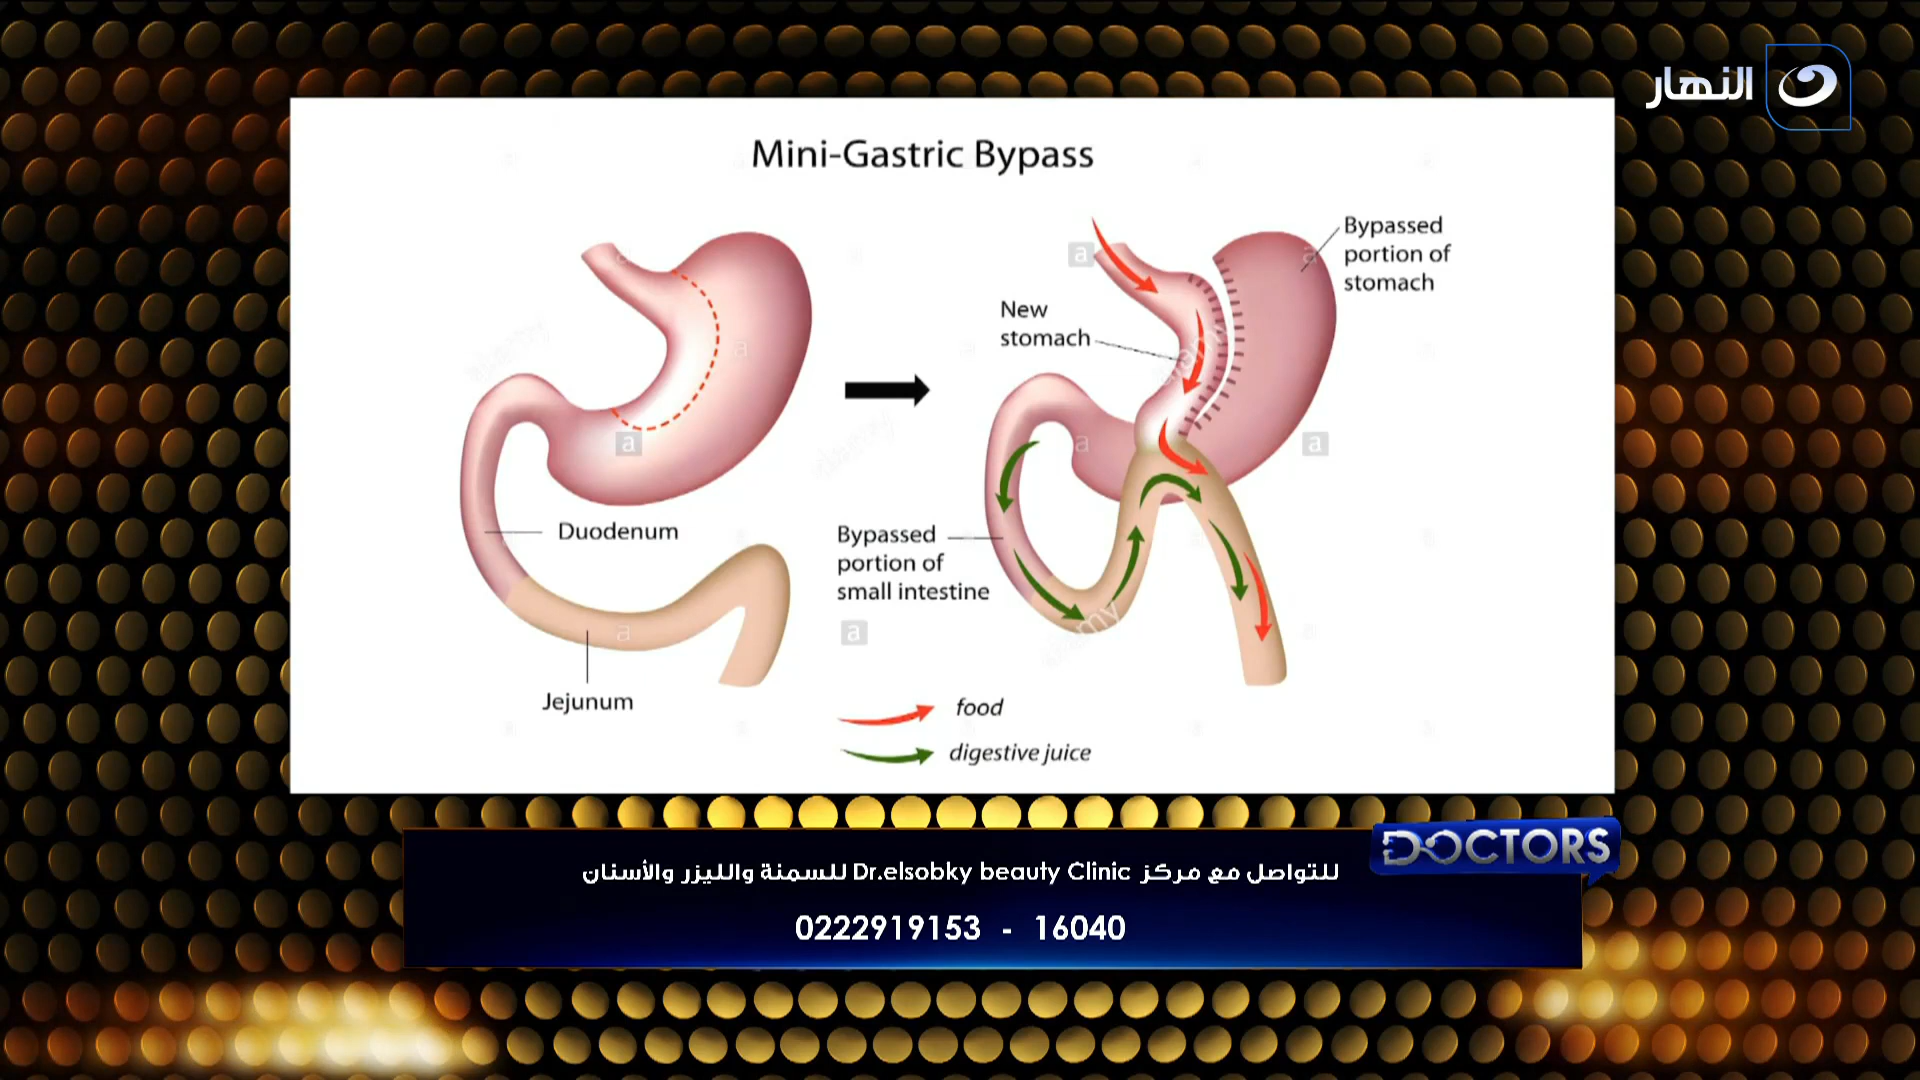 النهار
Mini-Gastric Bypass
Bypassed
portion of
stomach
New
stomach
Duodenum
Bypassed
portion of
small intestine
Jejunum
food
digestive juice
a
a
a
a
alamy
DOCTORS
للتواصل مع مركز Dr.elsobky beauty Clinic للسمنة والليزر والأسنان
0222919153 - 16040